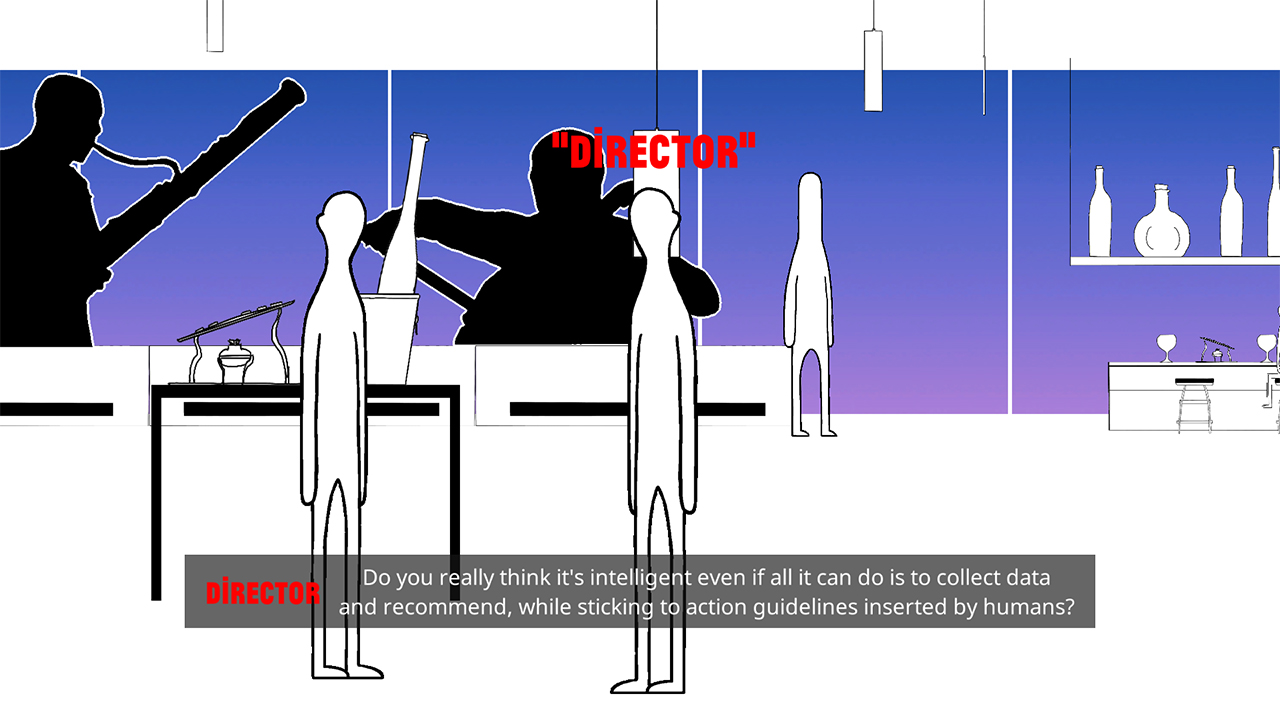 "DİRECTOR"
DİRECTOR
Do you really think it's intelligent even if all it can do is to collect data
and recommend, while sticking to action guidelines inserted by humans?